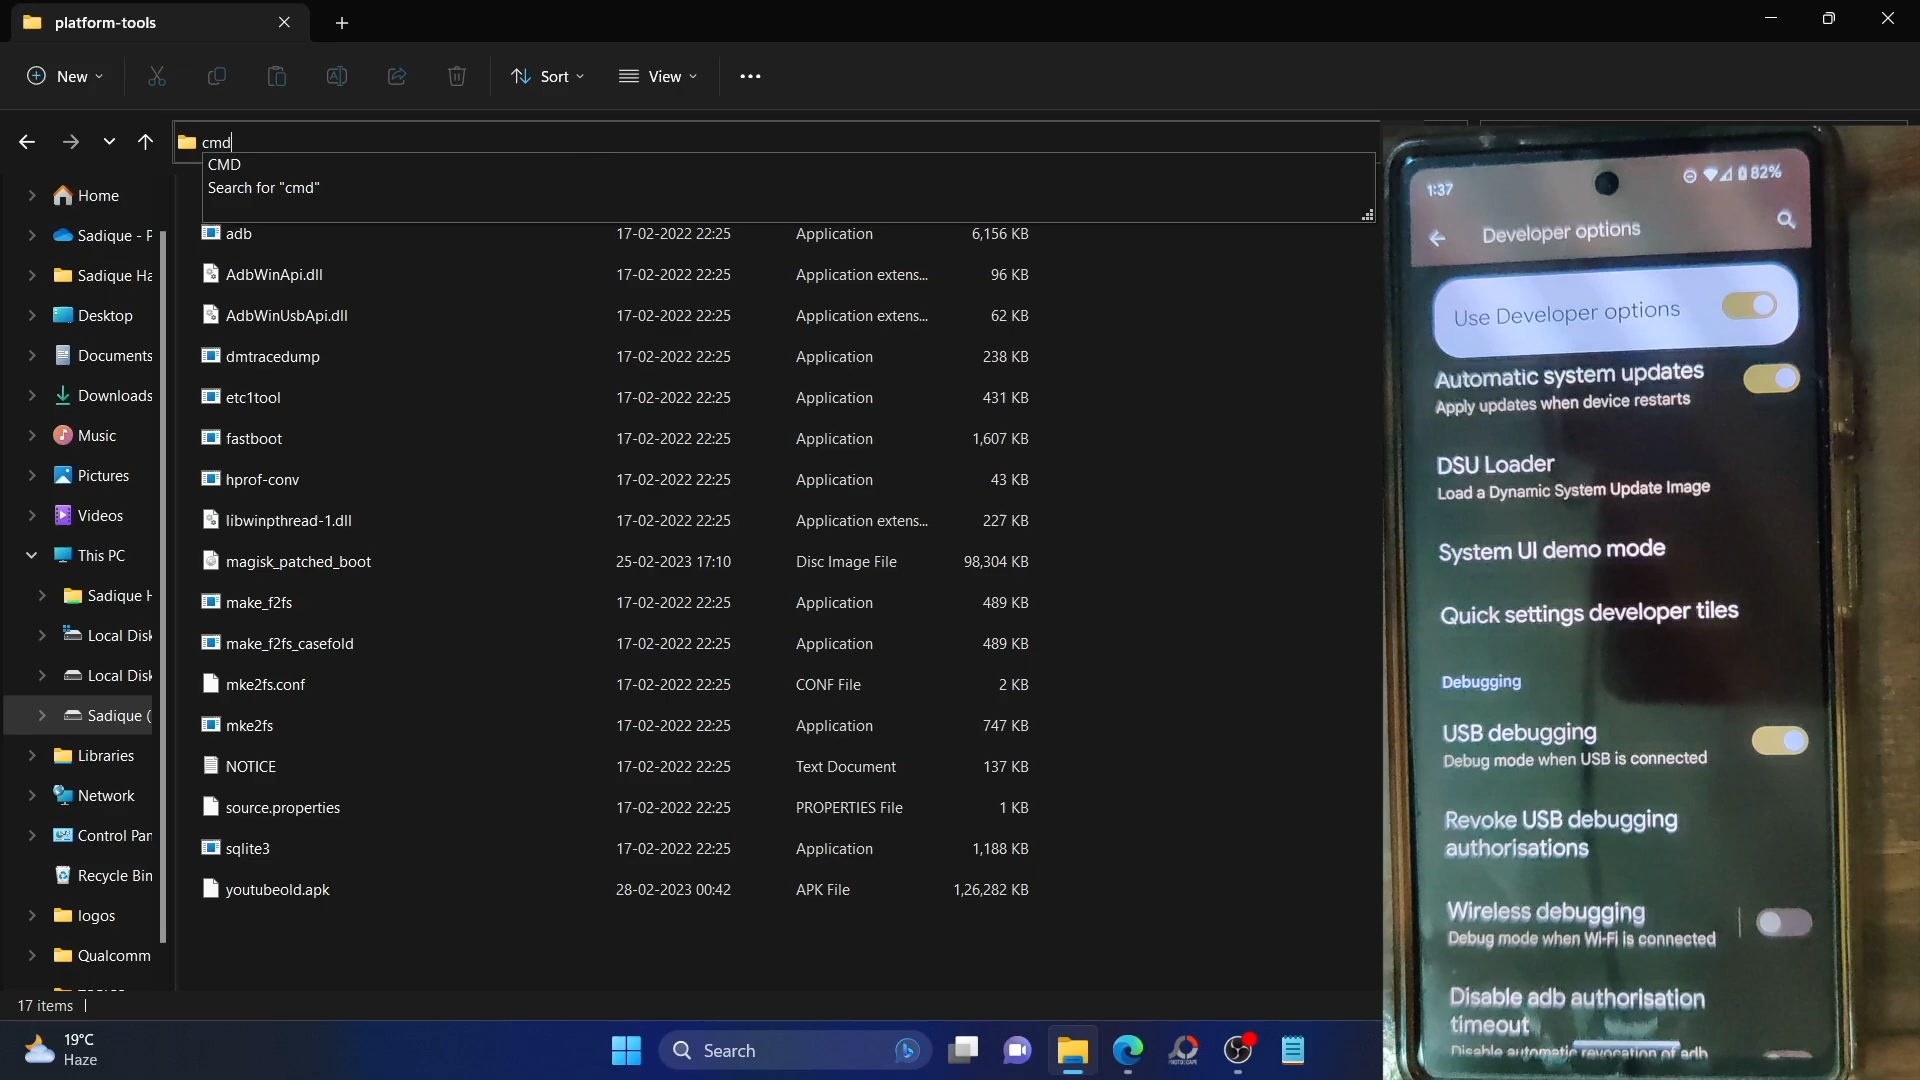 platform-tools
New
Sort
View
cmd
CMD
Search for "cmd"
Home
Sadique - P
Sadique Ha
Desktop
Documents
Downloads
Music
Pictures
Videos
This PC
Sadique H
Local Disk
Local Disk
Sadique (
Libraries
Network
Control Pan
Recycle Bin
logos
Qualcomm
adb 17-02-2022 22:25 Application 6,156 KB
AdbWinApi.dll 17-02-2022 22:25 Application extens... 96 KB
AdbWinUsbApi.dll 17-02-2022 22:25 Application extens... 62 KB
dmtracedump 17-02-2022 22:25 Application 238 KB
etc1tool 17-02-2022 22:25 Application 431 KB
fastboot 17-02-2022 22:25 Application 1,607 KB
hprof-conv 17-02-2022 22:25 Application 43 KB
libwinpthread-1.dll 17-02-2022 22:25 Application extens... 227 KB
magisk_patched_boot 25-02-2023 17:10 Disc Image File 98,304 KB
make_f2fs 17-02-2022 22:25 Application 489 KB
make_f2fs_casefold 17-02-2022 22:25 Application 489 KB
mke2fs.conf 17-02-2022 22:25 CONF File 2 KB
mke2fs 17-02-2022 22:25 Application 747 KB
NOTICE 17-02-2022 22:25 Text Document 137 KB
source.properties 17-02-2022 22:25 PROPERTIES File 1 KB
sqlite3 17-02-2022 22:25 Application 1,188 KB
youtubeold.apk 28-02-2023 00:42 APK File 1,26,282 KB
17 items
19°C
Haze
Search
1:37 82%
Developer options
Use Developer options
Automatic system updates
Apply updates when device restarts
DSU Loader
Load a Dynamic System Update Image
System UI demo mode
Quick settings developer tiles
Debugging
USB debugging
Debug mode when USB is connected
Revoke USB debugging
authorisations
Wireless debugging
Debug mode when Wi-Fi is connected
Disable adb authorisation
timeout
Disable automatic revocation of adb